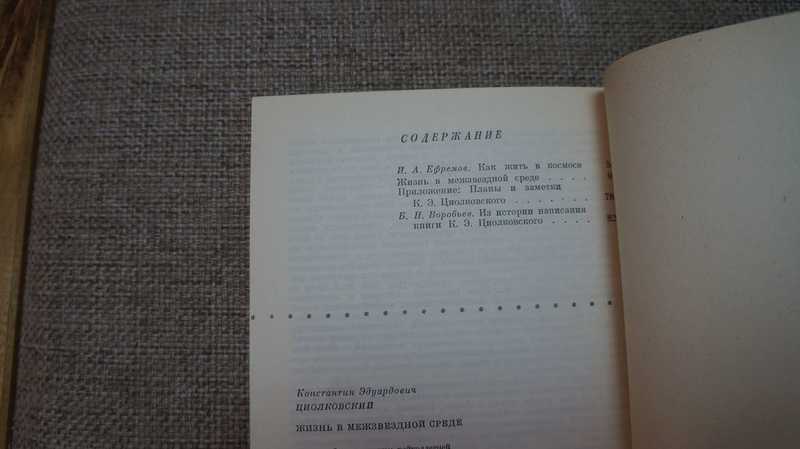 СОДЕРЖАНИЕ
И. А. Ефремов. Как жить в космосе
Жизнь в межзвездной среде . . . .
Приложение: Планы и заметки
К. Э. Циолковского . . . . . . .
Б. Н. Воробьев. Из истории написания
книги К. Э. Циолковского . . . .
Константин Эдуардович
ЦИОЛКОВСКИЙ
ЖИЗНЬ В МЕЖЗВЕЗДНОЙ СРЕДЕ